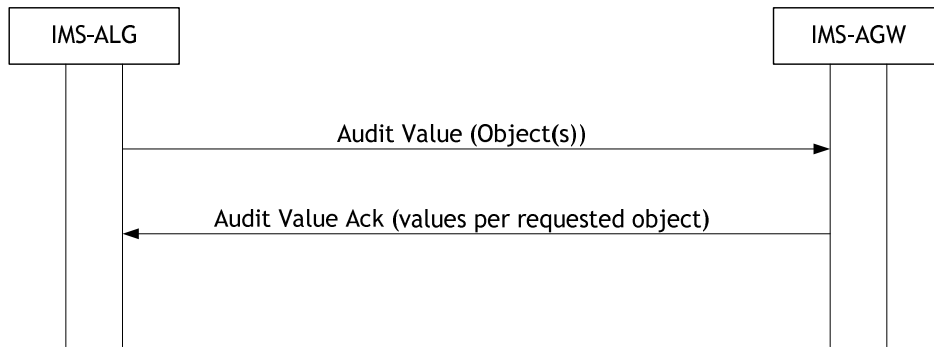 IMS-ALG
IMS-AGW
Audit Value (Object(s))
Audit Value Ack (values per requested object)